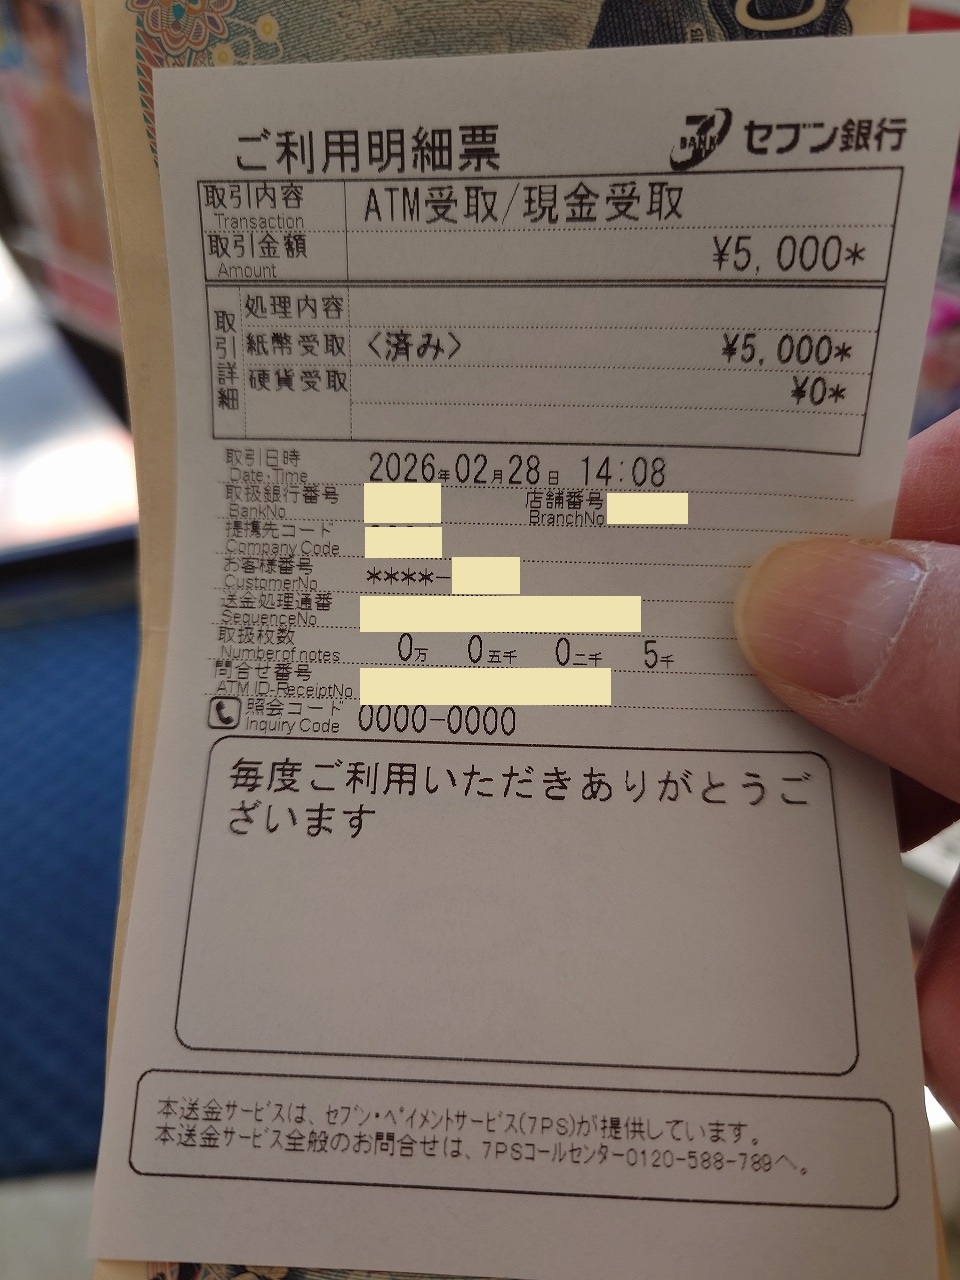 ご利用明細票
7 BANK セブン銀行
取引内容 ATM受取/現金受取
Transaction
取引金額 ¥5,000*
Amount
取引詳細
処理内容
紙幣受取 〈済み〉 ¥5,000*
硬貨受取 ¥0*
取引日時 2026年02月28日 14:08
Date・Time
取扱銀行番号 店舗番号
BankNo BranchNo
提携先コード
Company Code
お客様番号 ****-
CustomerNo
送金処理通番
SequenceNo
取扱枚数 0万 0五千 0二千 5千
Number of notes
問合せ番号
ATM ID-ReceiptNo
照会コード 0000-0000
Inquiry Code
毎度ご利用いただきありがとうご
ざいます
本送金サービスは、セブン・ペイメントサービス(7PS)が提供しています。
本送金サービス全般のお問合せは、7PSコールセンター0120-588-789へ。